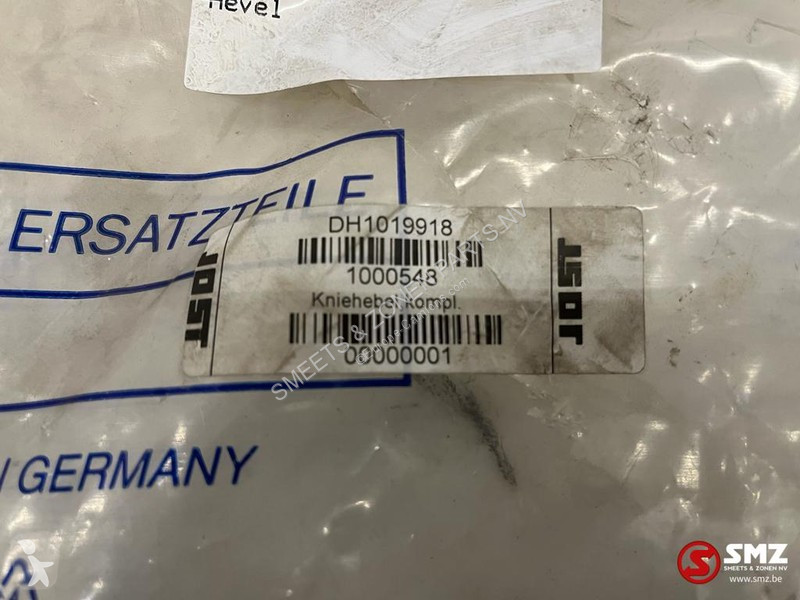 Hevel
ERSATZTEILE
DH1019918
1000548
Kniehebel kompl.
00000001
JOST
JOST
GERMANY
SMEETS & ZONEN PARTS NV
SMZ
SMEETS & ZONEN NV
www.smz.be